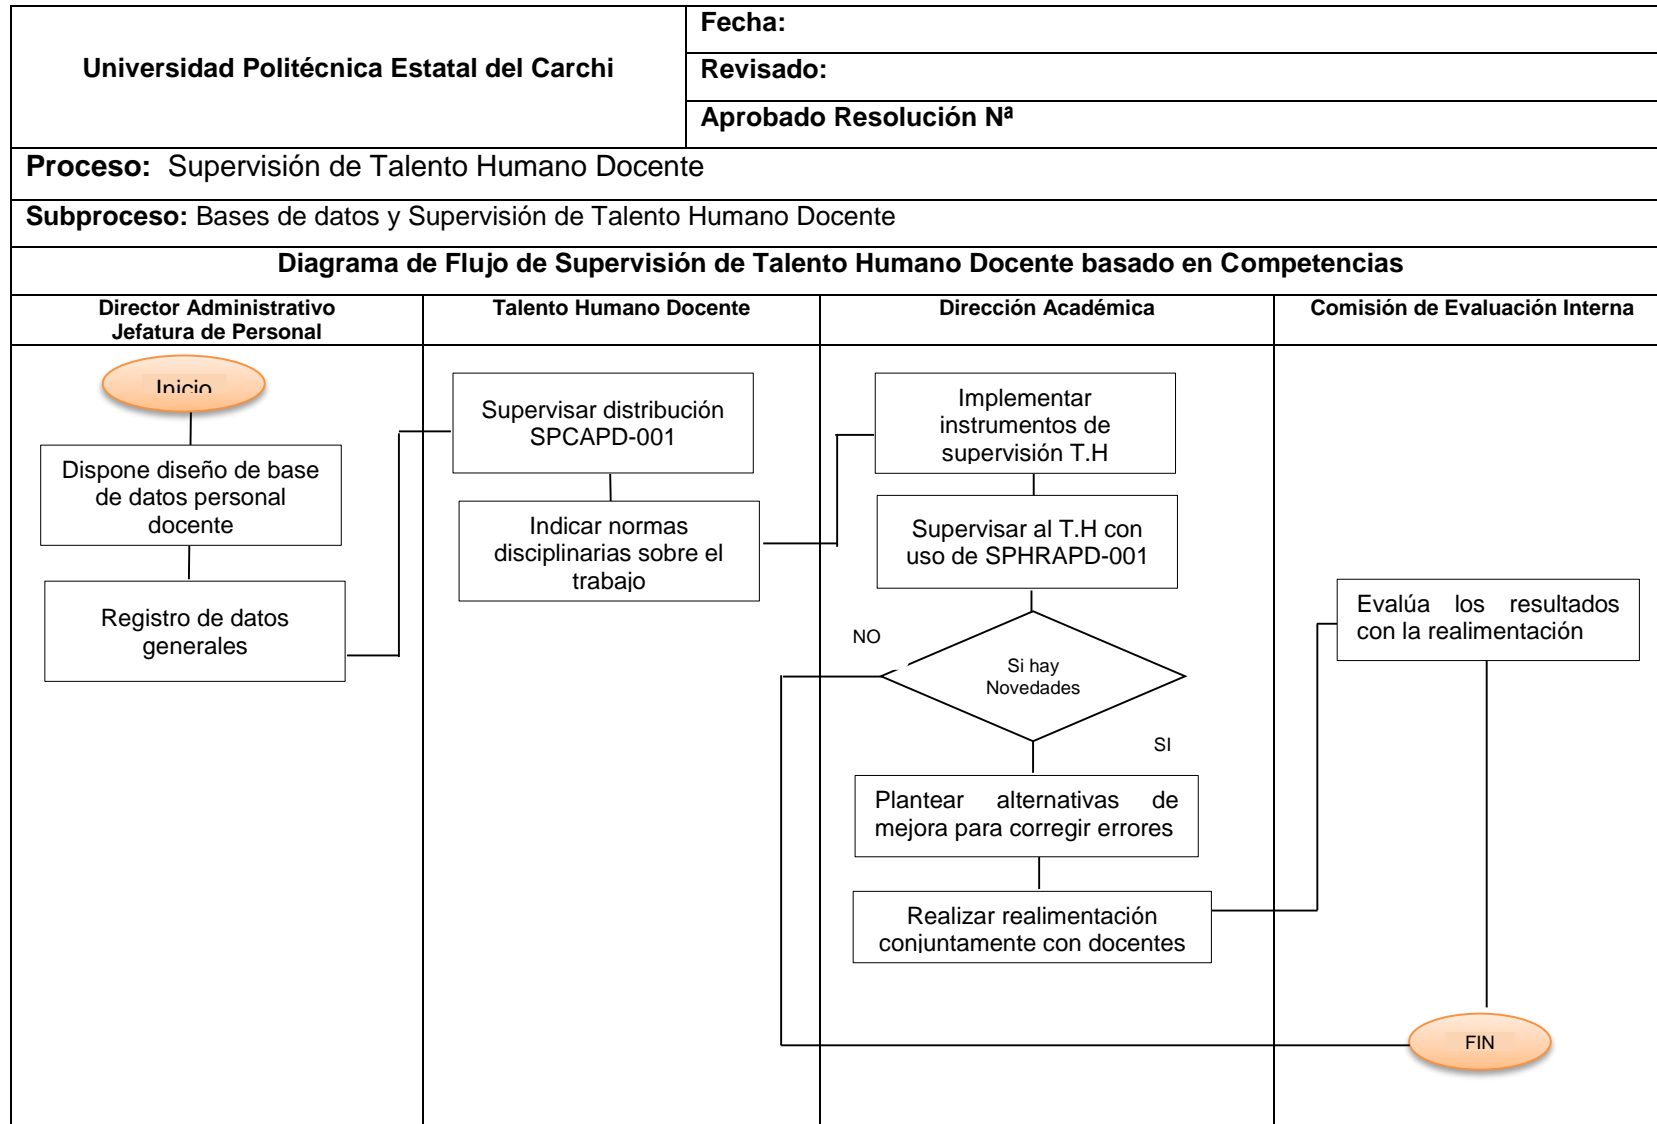 Universidad Politécnica Estatal del Carchi
Fecha:
Revisado:
Aprobado Resolución Nª
Proceso: Supervisión de Talento Humano Docente
Subproceso: Bases de datos y Supervisión de Talento Humano Docente
Diagrama de Flujo de Supervisión de Talento Humano Docente basado en Competencias
Director Administrativo
Jefatura de Personal
Talento Humano Docente
Dirección Académica
Comisión de Evaluación Interna
Inicio
Dispone diseño de base
de datos personal
docente
Registro de datos
generales
Supervisar distribución
SPCAPD-001
Indicar normas
disciplinarias sobre el
trabajo
Implementar
instrumentos de
supervisión T.H
Supervisar al T.H con
uso de SPHRAPD-001
NO
Si hay
Novedades
SI
Plantear alternativas de
mejora para corregir errores
Realizar realimentación
conjuntamente con docentes
Evalúa los resultados
con la realimentación
FIN